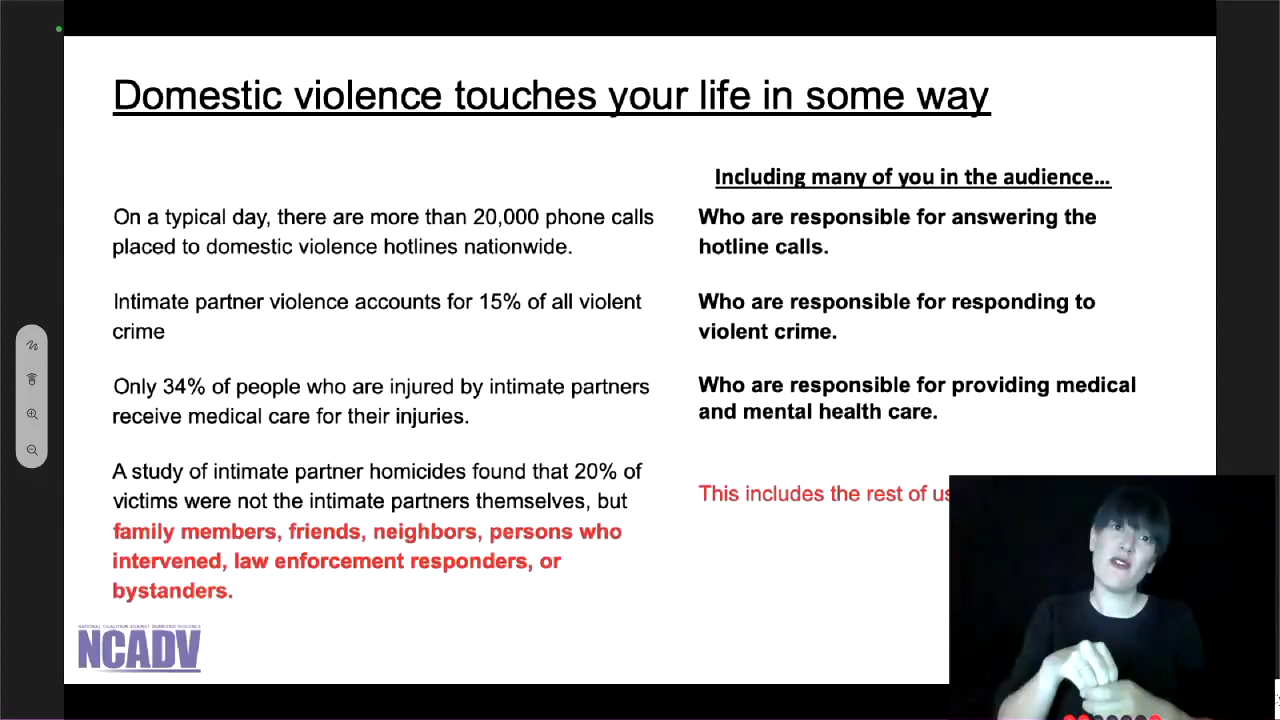 Domestic violence touches your life in some way
Including many of you in the audience...
On a typical day, there are more than 20,000 phone calls
placed to domestic violence hotlines nationwide.
Who are responsible for answering the
hotline calls.
Intimate partner violence accounts for 15% of all violent
crime
Who are responsible for responding to
violent crime.
Only 34% of people who are injured by intimate partners
receive medical care for their injuries.
Who are responsible for providing medical
and mental health care.
A study of intimate partner homicides found that 20% of
victims were not the intimate partners themselves, but
family members, friends, neighbors, persons who
intervened, law enforcement responders, or
bystanders.
This includes the rest of us
NATIONAL COALITION AGAINST DOMESTIC VIOLENCE
NCADV